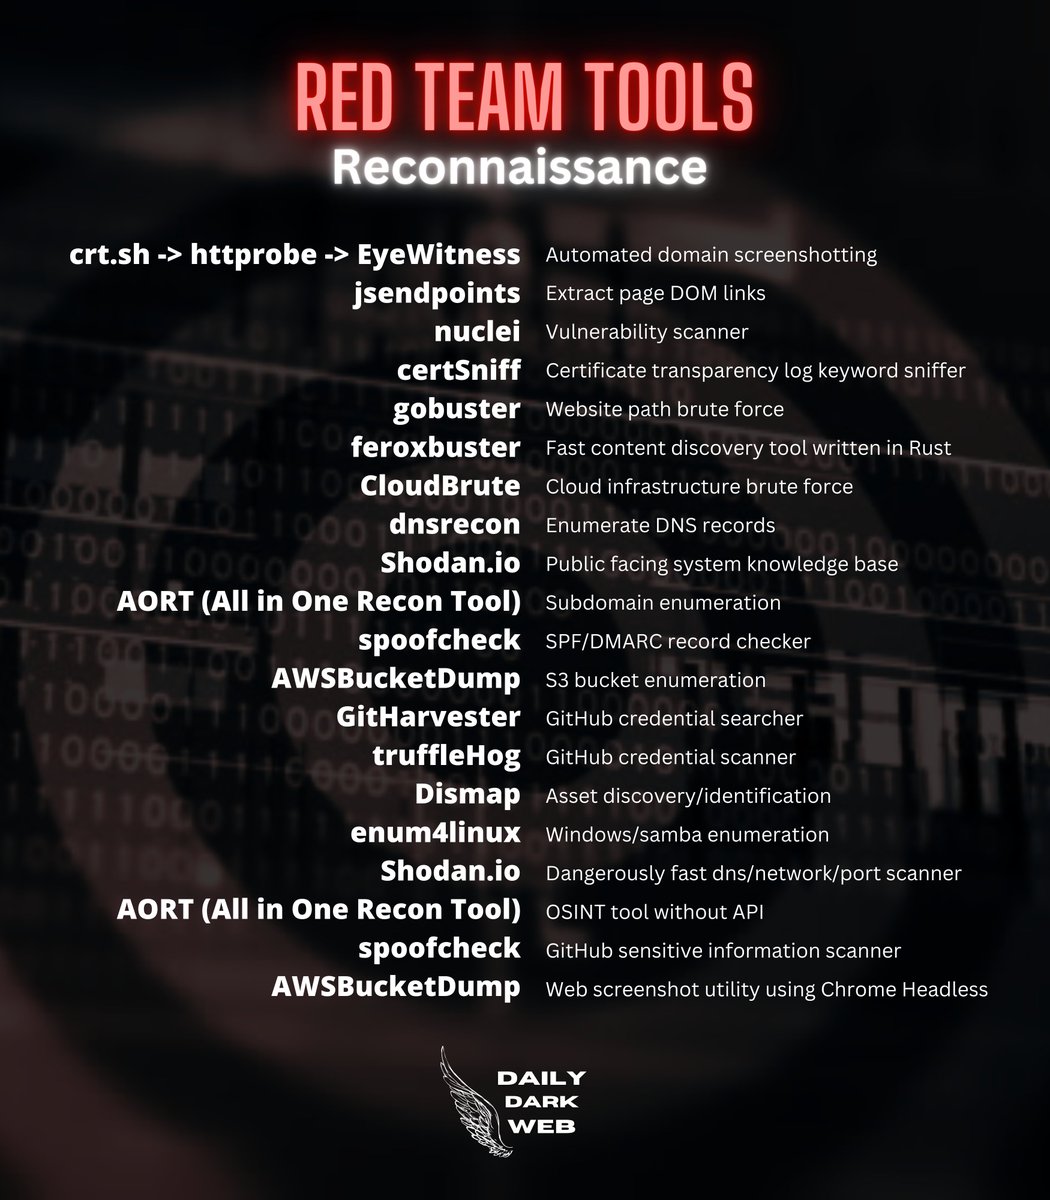 RED TEAM TOOLS
Reconnaissance
crt.sh -> httprobe -> EyeWitness Automated domain screenshotting
jsendpoints Extract page DOM links
nuclei Vulnerability scanner
certSniff Certificate transparency log keyword sniffer
gobuster Website path brute force
feroxbuster Fast content discovery tool written in Rust
CloudBrute Cloud infrastructure brute force
dnsrecon Enumerate DNS records
Shodan.io Public facing system knowledge base
AORT (All in One Recon Tool) Subdomain enumeration
spoofcheck SPF/DMARC record checker
AWSBucketDump S3 bucket enumeration
GitHarvester GitHub credential searcher
truffleHog GitHub credential scanner
Dismap Asset discovery/identification
enum4linux Windows/samba enumeration
Shodan.io Dangerously fast dns/network/port scanner
AORT (All in One Recon Tool) OSINT tool without API
spoofcheck GitHub sensitive information scanner
AWSBucketDump Web screenshot utility using Chrome Headless
DAILY
DARK
WEB